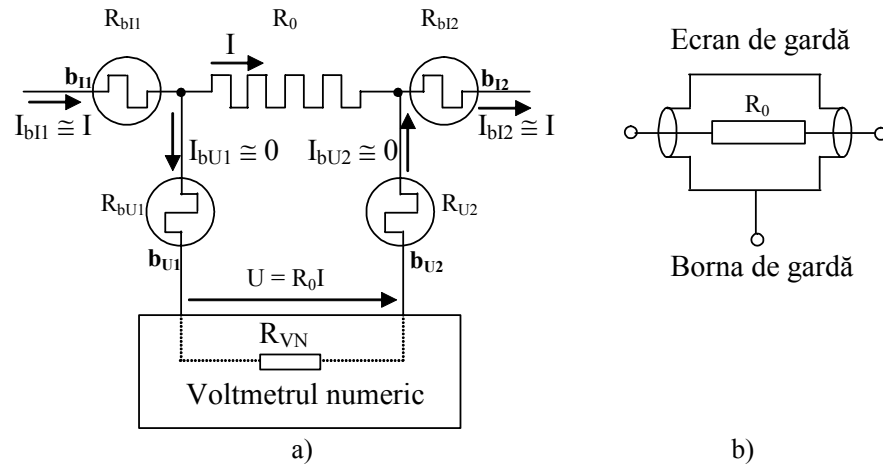 R_bI1
R_0
R_bI2
I
b_I1
b_I2
I_bI1 ≅ I
I_bU1 ≅ 0
I_bU2 ≅ 0
I_bI2 ≅ I
R_bU1
R_U2
b_U1
b_U2
U = R_0I
R_VN
Voltmetrul numeric
a)
Ecran de gardă
R_0
Borna de gardă
b)